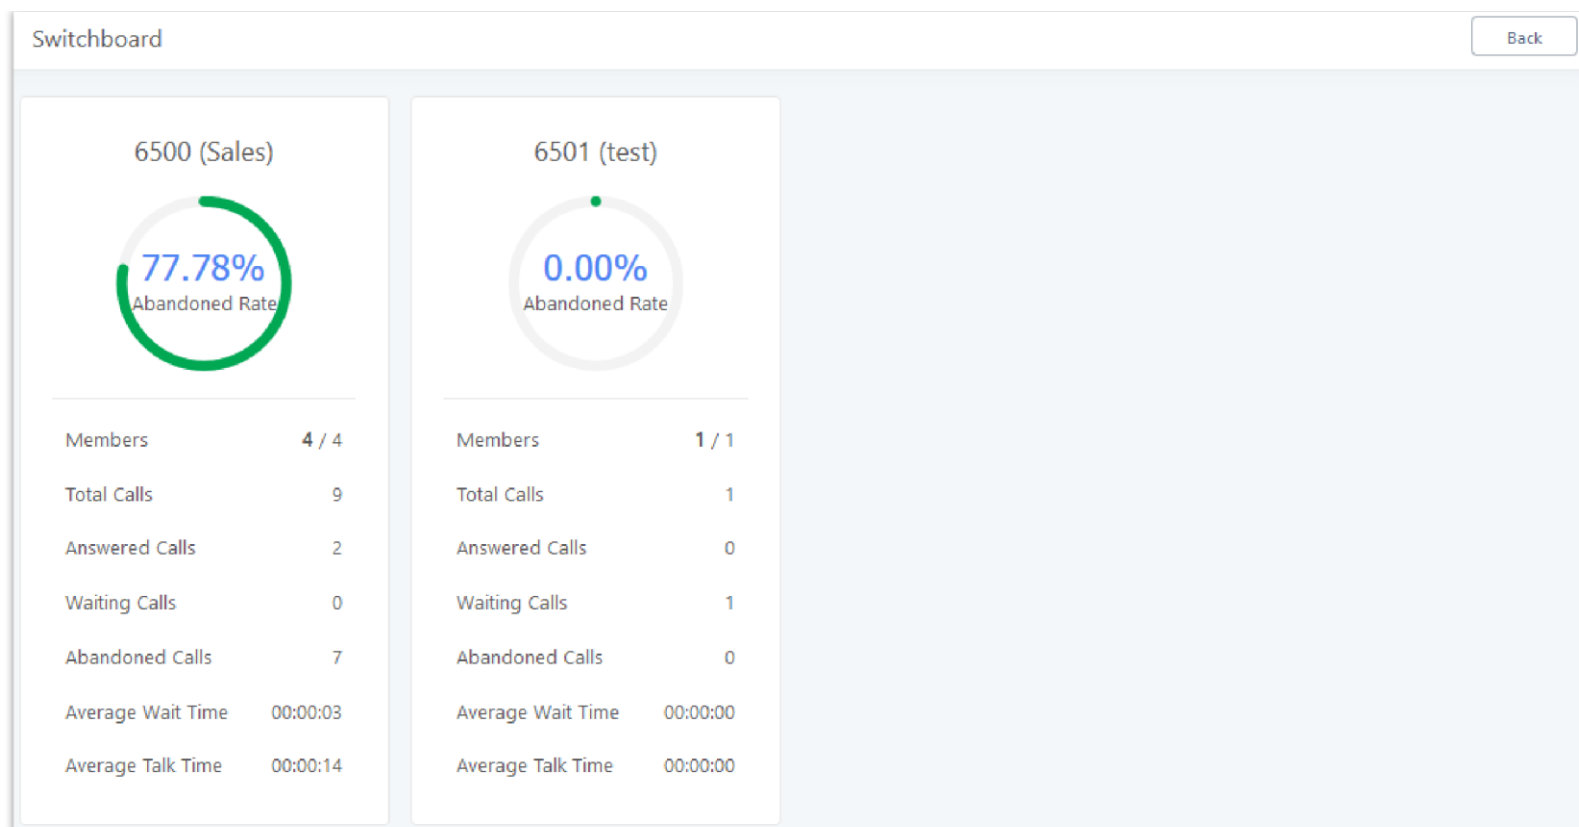 Switchboard
Back
6500 (Sales)
77.78%
Abandoned Rate
Members 4 / 4
Total Calls 9
Answered Calls 2
Waiting Calls 0
Abandoned Calls 7
Average Wait Time 00:00:03
Average Talk Time 00:00:14
6501 (test)
0.00%
Abandoned Rate
Members 1 / 1
Total Calls 1
Answered Calls 0
Waiting Calls 1
Abandoned Calls 0
Average Wait Time 00:00:00
Average Talk Time 00:00:00